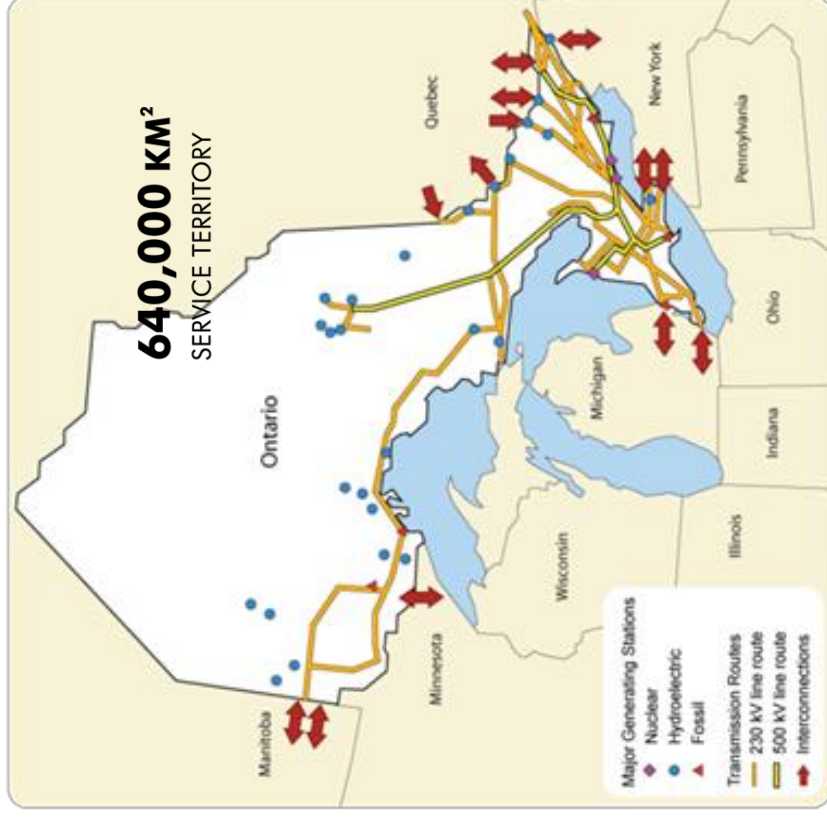 640,000 KM²
SERVICE TERRITORY
Quebec
Ontario
Manitoba
Minnesota
Wisconsin
Michigan
New York
Pennsylvania
Ohio
Indiana
Illinois
Major Generating Stations
Nuclear
Hydroelectric
Fossil
Transmission Routes
230 kV line route
500 kV line route
Interconnections